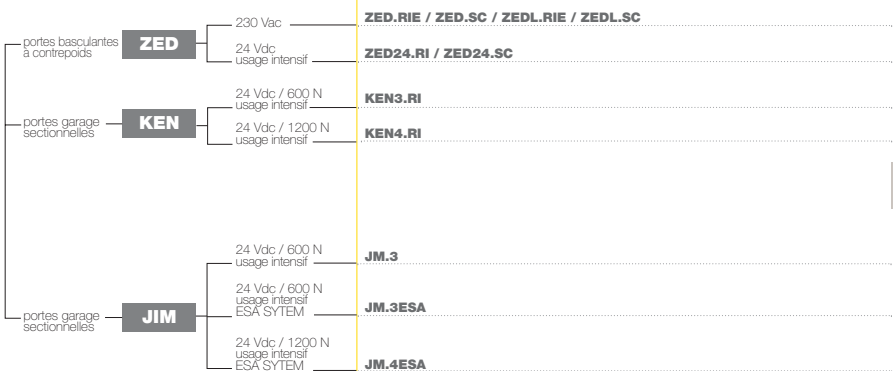 230 Vac
ZED.RIE / ZED.SC / ZEDL.RIE / ZEDL.SC
portes basculantes
à contrepoids
ZED
24 Vdc
usage intensif
ZED24.RI / ZED24.SC
24 Vdc / 600 N
usage intensif
KEN3.RI
portes garage
sectionnelles
KEN
24 Vdc / 1200 N
usage intensif
KEN4.RI
24 Vdc / 600 N
usage intensif
JM.3
24 Vdc / 600 N
usage intensif
ESA SYTEM
JM.3ESA
portes garage
sectionnelles
JIM
24 Vdc / 1200 N
usage intensif
ESA SYTEM
JM.4ESA